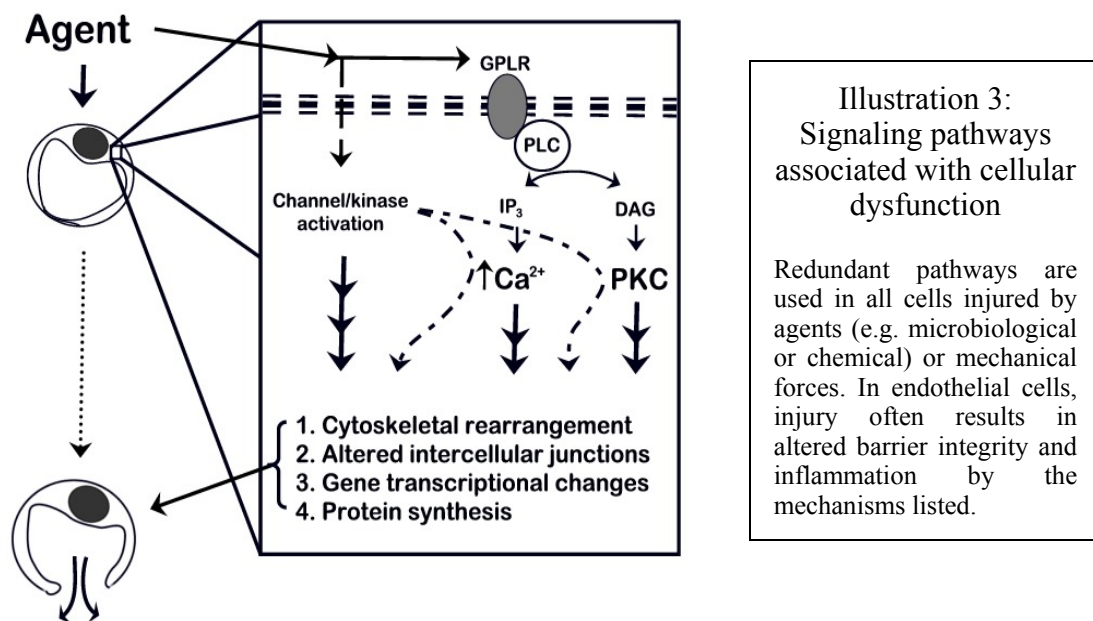 Agent
GPLR
PLC
Channel/kinase
activation
IP₃
DAG
↑Ca²⁺
PKC
1. Cytoskeletal rearrangement
2. Altered intercellular junctions
3. Gene transcriptional changes
4. Protein synthesis
Illustration 3:
Signaling pathways
associated with cellular
dysfunction
Redundant pathways are
used in all cells injured by
agents (e.g. microbiological
or chemical) or mechanical
forces. In endothelial cells,
injury often results in
altered barrier integrity and
inflammation by the
mechanisms listed.